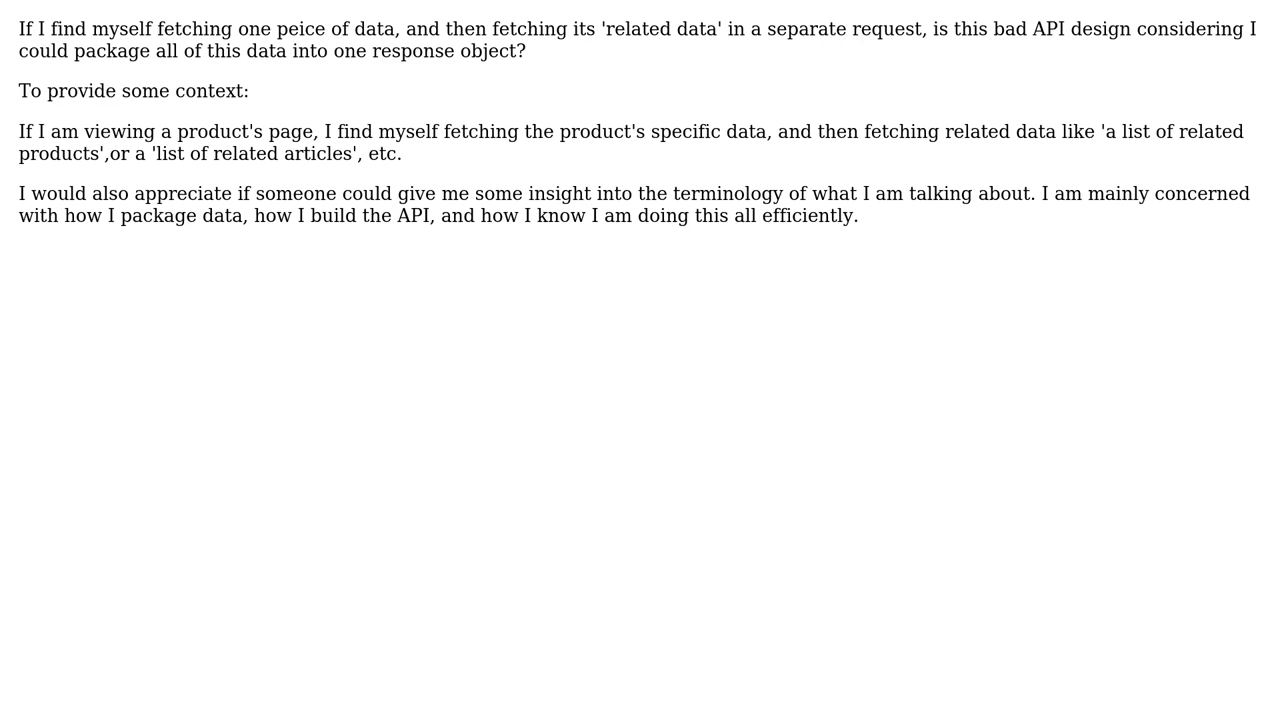 If I find myself fetching one peice of data, and then fetching its 'related data' in a separate request, is this bad API design considering I
could package all of this data into one response object?
To provide some context:
If I am viewing a product's page, I find myself fetching the product's specific data, and then fetching related data like 'a list of related
products',or a 'list of related articles', etc.
I would also appreciate if someone could give me some insight into the terminology of what I am talking about. I am mainly concerned
with how I package data, how I build the API, and how I know I am doing this all efficiently.